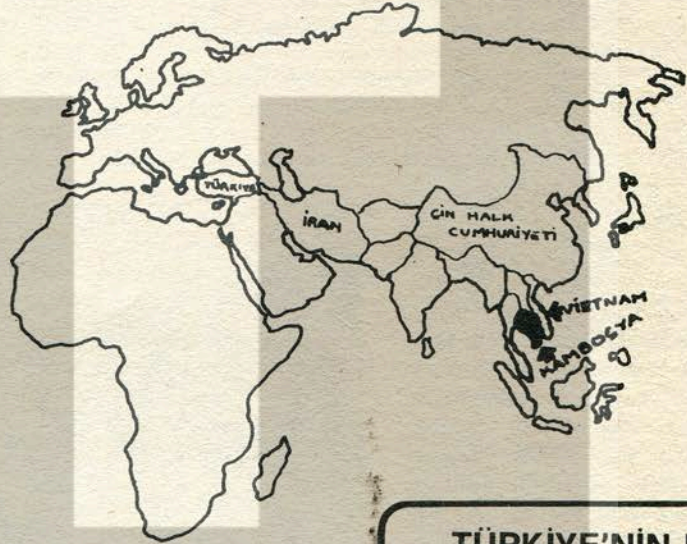 TÜRKİYE
İRAN
ÇİN HALK
CUMHURİYETİ
VİETNAM
KAMBOÇYA
TÜRKİYE'NİN